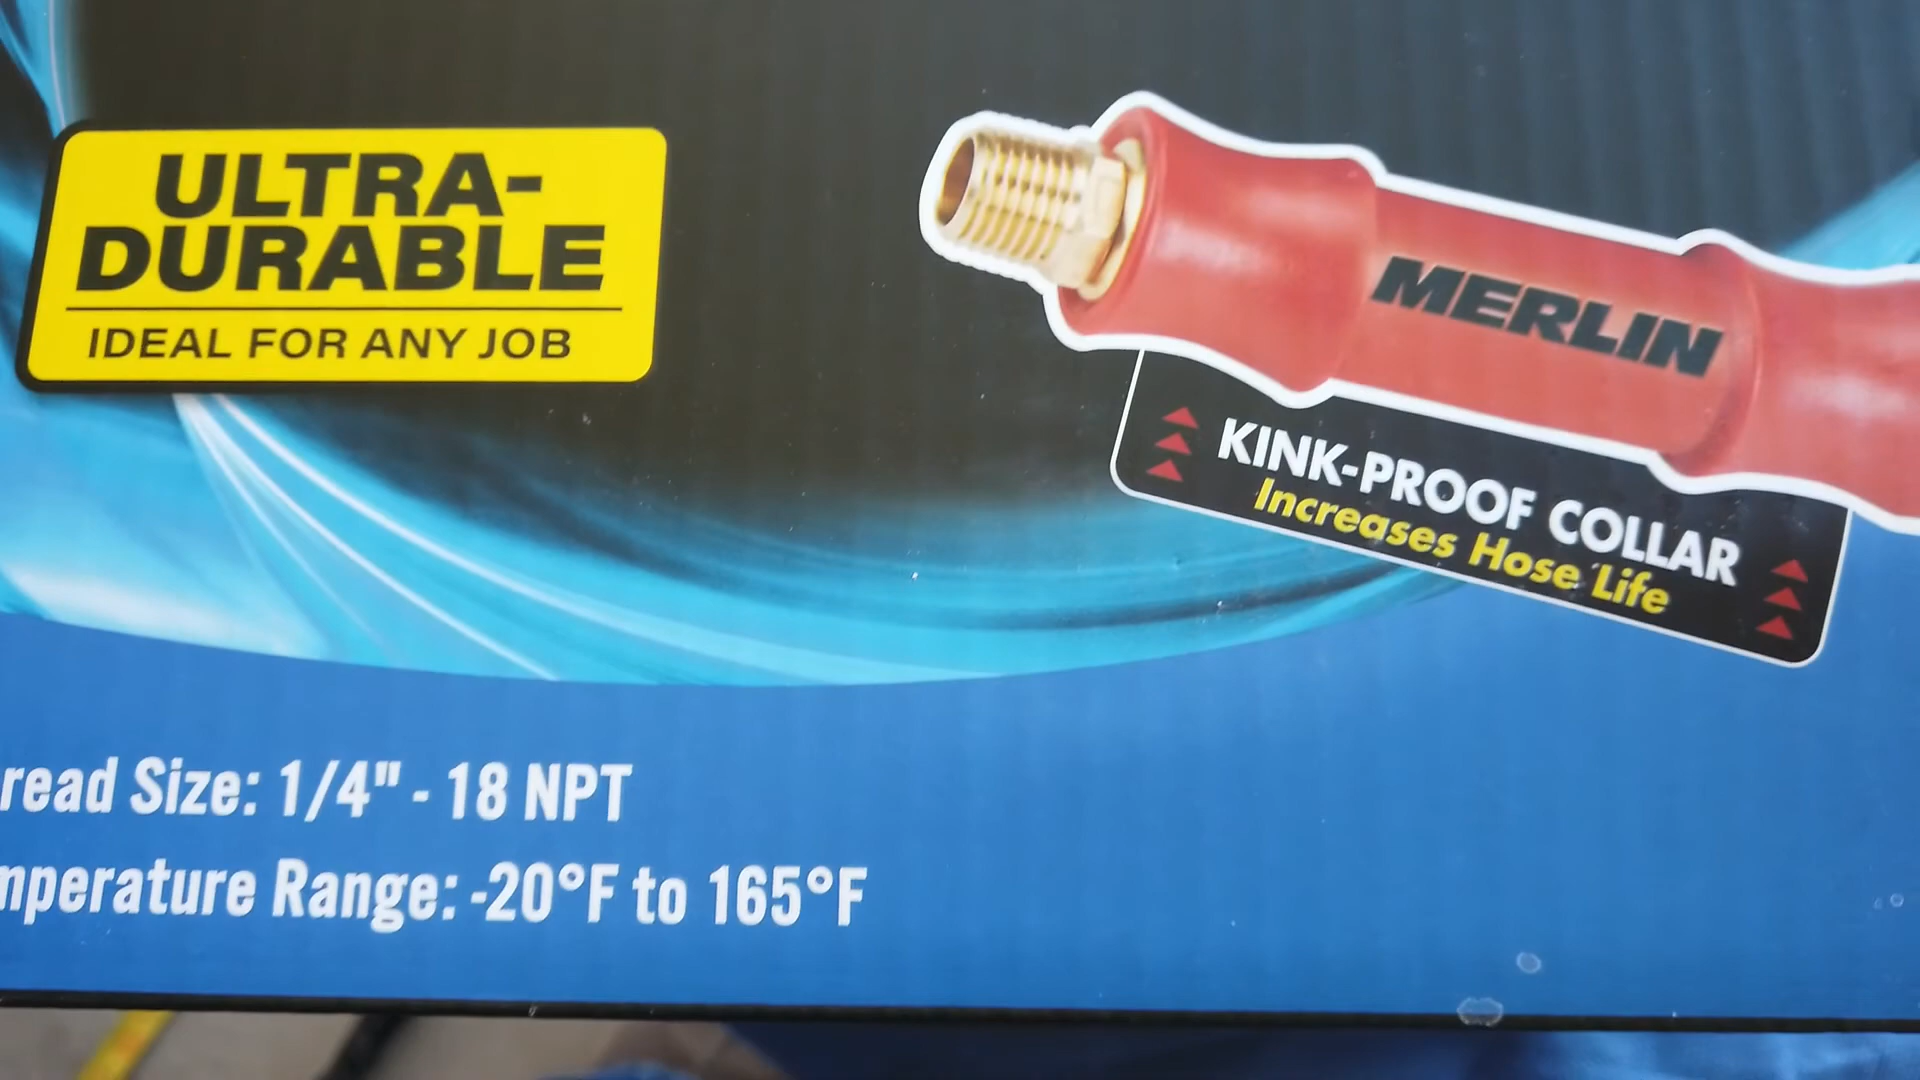 ULTRA-
DURABLE
IDEAL FOR ANY JOB
MERLIN
KINK-PROOF COLLAR
Increases Hose Life
read Size: 1/4" - 18 NPT
mperature Range: -20°F to 165°F